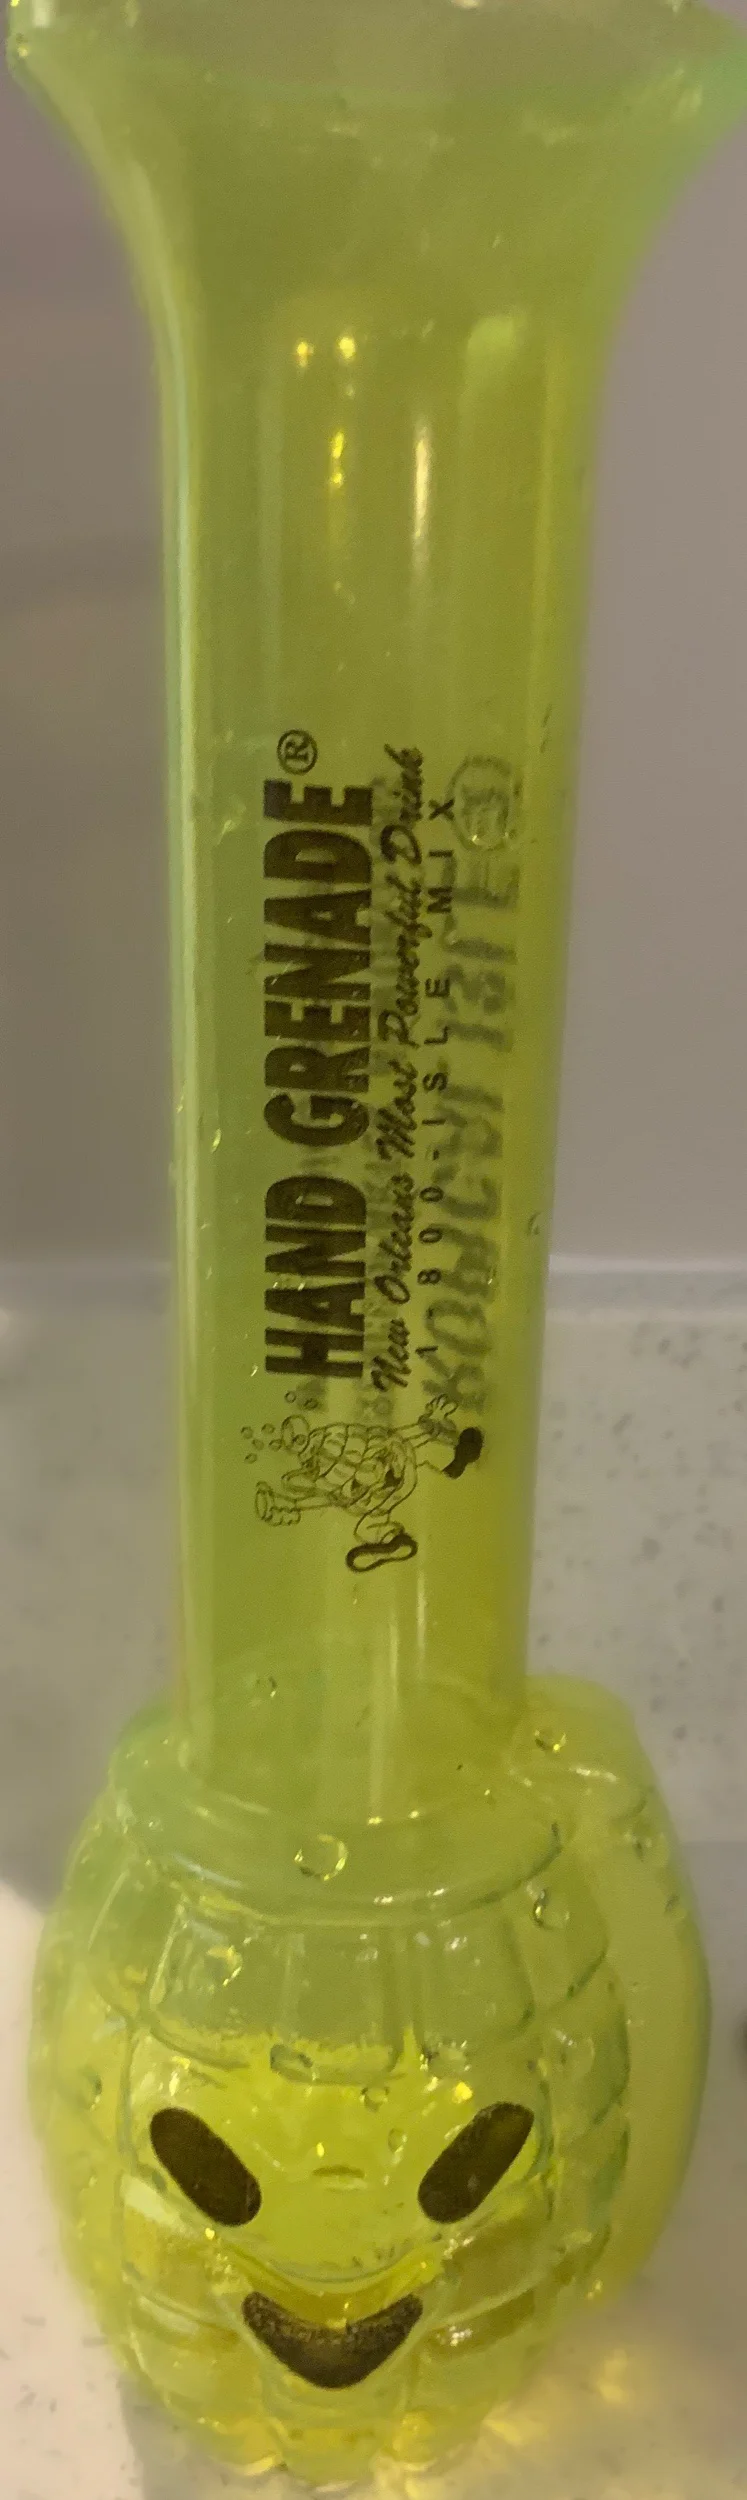 HAND GRENADE®
New Orleans Most Powerful Drink
1 800-ISLE MIX